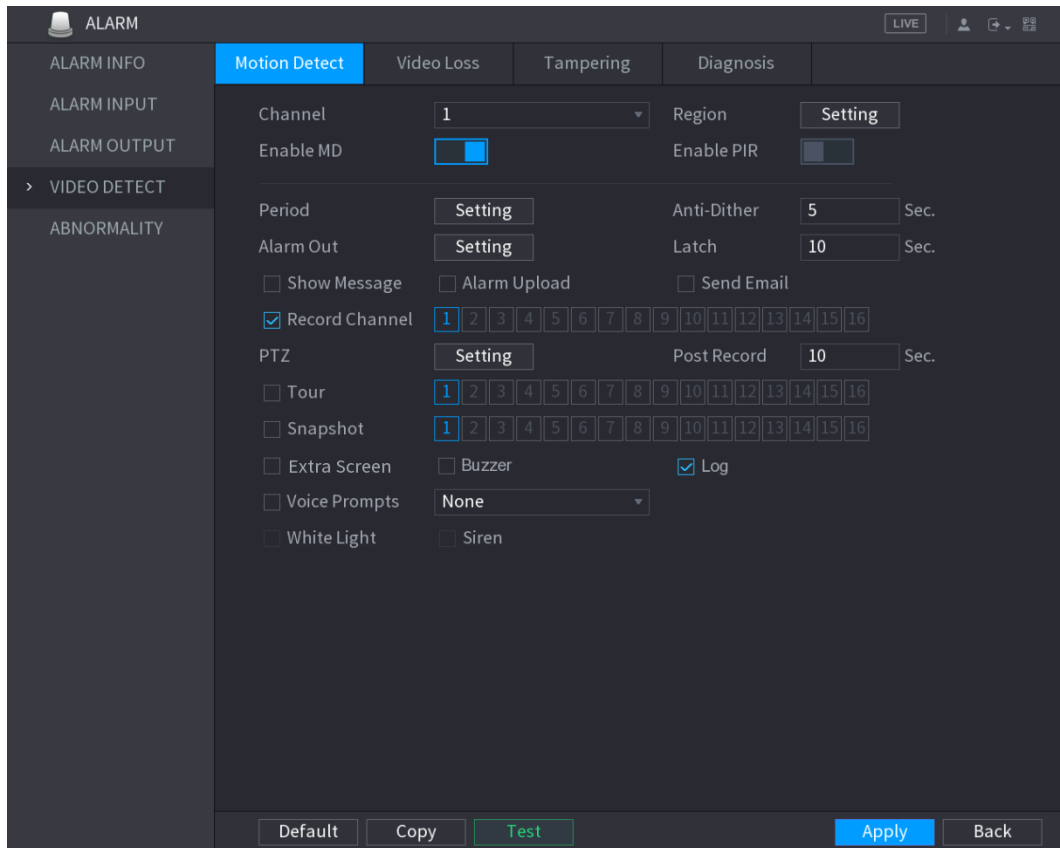 ALARM LIVE
ALARM INFO
ALARM INPUT
ALARM OUTPUT
> VIDEO DETECT
ABNORMALITY
Motion Detect Video Loss Tampering Diagnosis
Channel 1 Region Setting
Enable MD Enable PIR
Period Setting Anti-Dither 5 Sec.
Alarm Out Setting Latch 10 Sec.
Show Message Alarm Upload Send Email
Record Channel 1 2 3 4 5 6 7 8 9 10 11 12 13 14 15 16
PTZ Setting Post Record 10 Sec.
Tour 1 2 3 4 5 6 7 8 9 10 11 12 13 14 15 16
Snapshot 1 2 3 4 5 6 7 8 9 10 11 12 13 14 15 16
Extra Screen Buzzer Log
Voice Prompts None
White Light Siren
Default Copy Test Apply Back